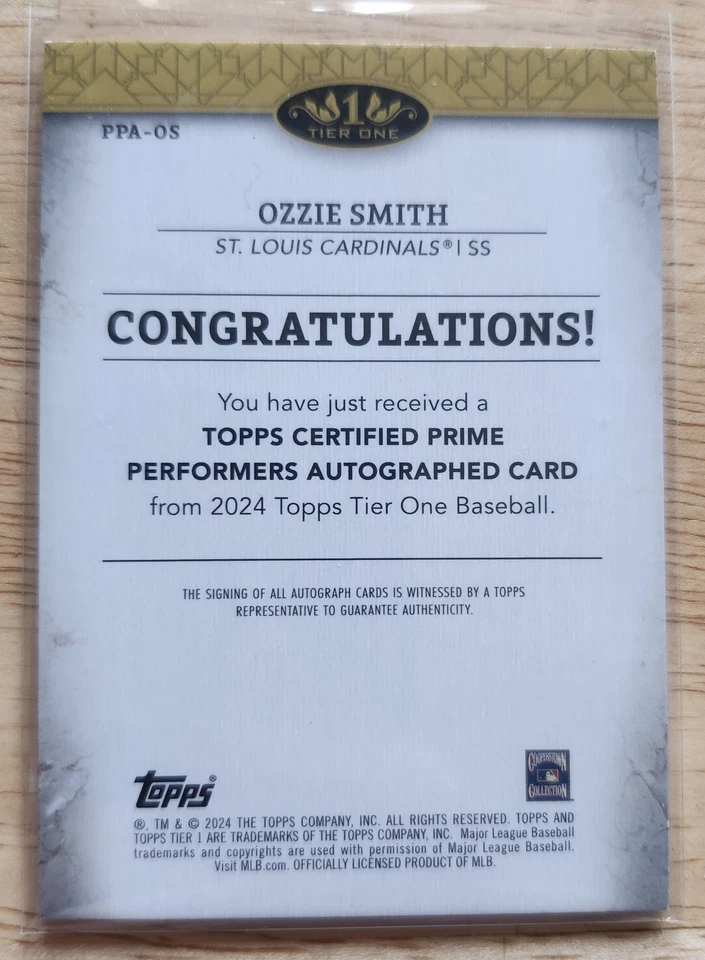 1
TIER ONE
PPA-OS
OZZIE SMITH
ST. LOUIS CARDINALS® | SS
CONGRATULATIONS!
You have just received a
TOPPS CERTIFIED PRIME
PERFORMERS AUTOGRAPHED CARD
from 2024 Topps Tier One Baseball.
THE SIGNING OF ALL AUTOGRAPH CARDS IS WITNESSED BY A TOPPS
REPRESENTATIVE TO GUARANTEE AUTHENTICITY.
COOPERSTOWN
COLLECTION
Topps®
®, TM & © 2024 THE TOPPS COMPANY, INC. ALL RIGHTS RESERVED. TOPPS AND
TOPPS TIER 1 ARE TRADEMARKS OF THE TOPPS COMPANY, INC. Major League Baseball
trademarks and copyrights are used with permission of Major League Baseball.
Visit MLB.com. OFFICIALLY LICENSED PRODUCT OF MLB.